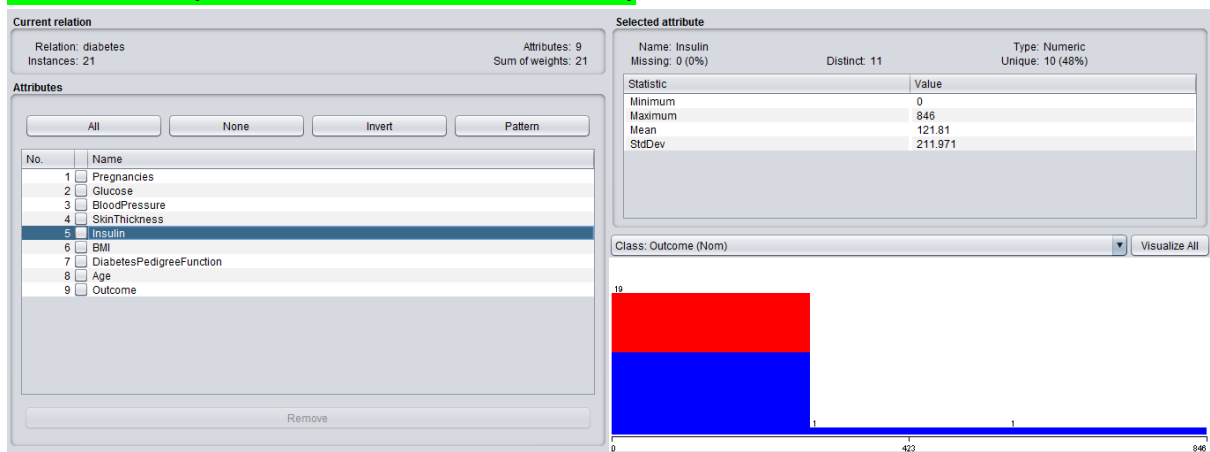 Current relation
Relation: diabetes
Attributes: 9
Instances: 21
Sum of weights: 21
Attributes
All
None
Invert
Pattern
No.
Name
1 Pregnancies
2 Glucose
3 BloodPressure
4 SkinThickness
5 Insulin
6 BMI
7 DiabetesPedigreeFunction
8 Age
9 Outcome
Remove
Selected attribute
Name: Insulin
Type: Numeric
Missing: 0 (0%)
Distinct: 11
Unique: 10 (48%)
Statistic
Value
Minimum
0
Maximum
846
Mean
121.81
StdDev
211.971
Class: Outcome (Nom)
Visualize All
19
1
1
0
423
846